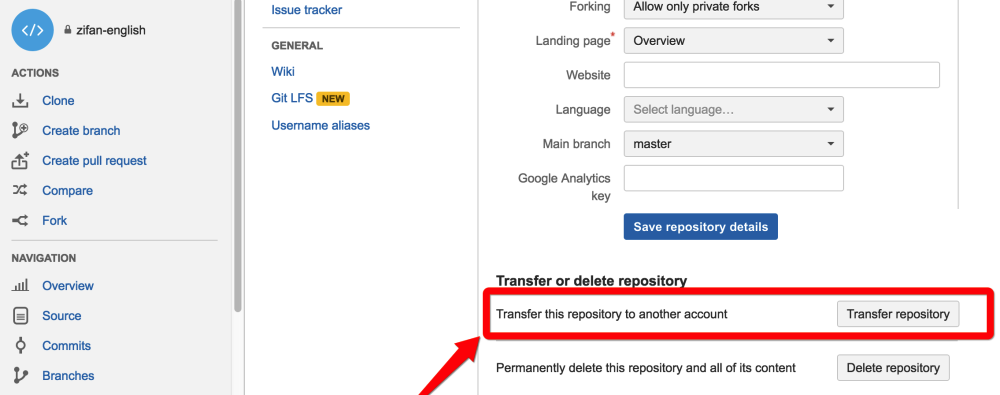 zifan-english
ACTIONS
Clone
Create branch
Create pull request
Compare
Fork
NAVIGATION
Overview
Source
Commits
Branches
Issue tracker
GENERAL
Wiki
Git LFS NEW
Username aliases
Forking Allow only private forks
Landing page* Overview
Website
Language Select language...
Main branch master
Google Analytics
key
Save repository details
Transfer or delete repository
Transfer this repository to another account Transfer repository
Permanently delete this repository and all of its content Delete repository